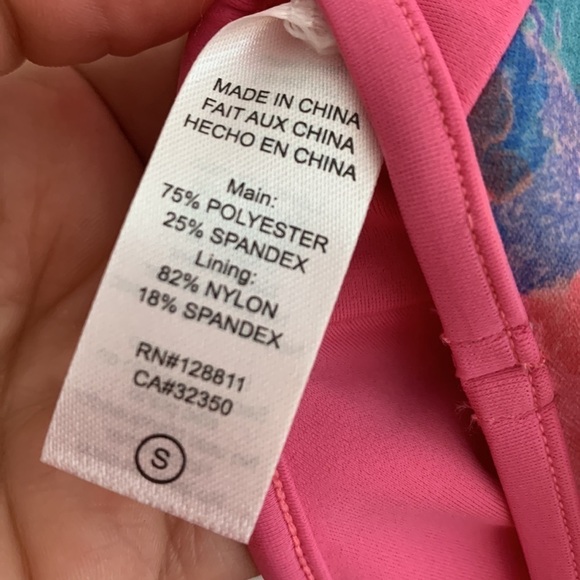 MADE IN CHINA
FAIT AUX CHINA
HECHO EN CHINA
Main:
75% POLYESTER
25% SPANDEX
Lining:
82% NYLON
18% SPANDEX
RN#128811
CA#32350
S